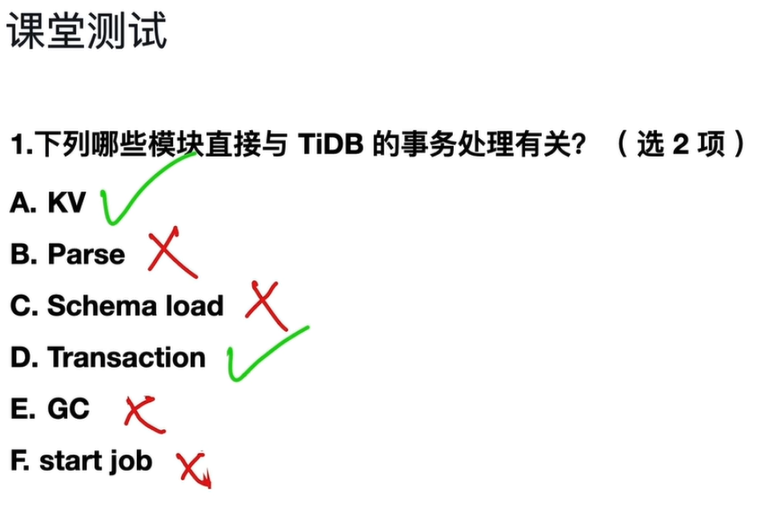 课堂测试
1.下列哪些模块直接与 TiDB 的事务处理有关？（选 2 项）
A. KV
B. Parse
C. Schema load
D. Transaction
E. GC
F. start job